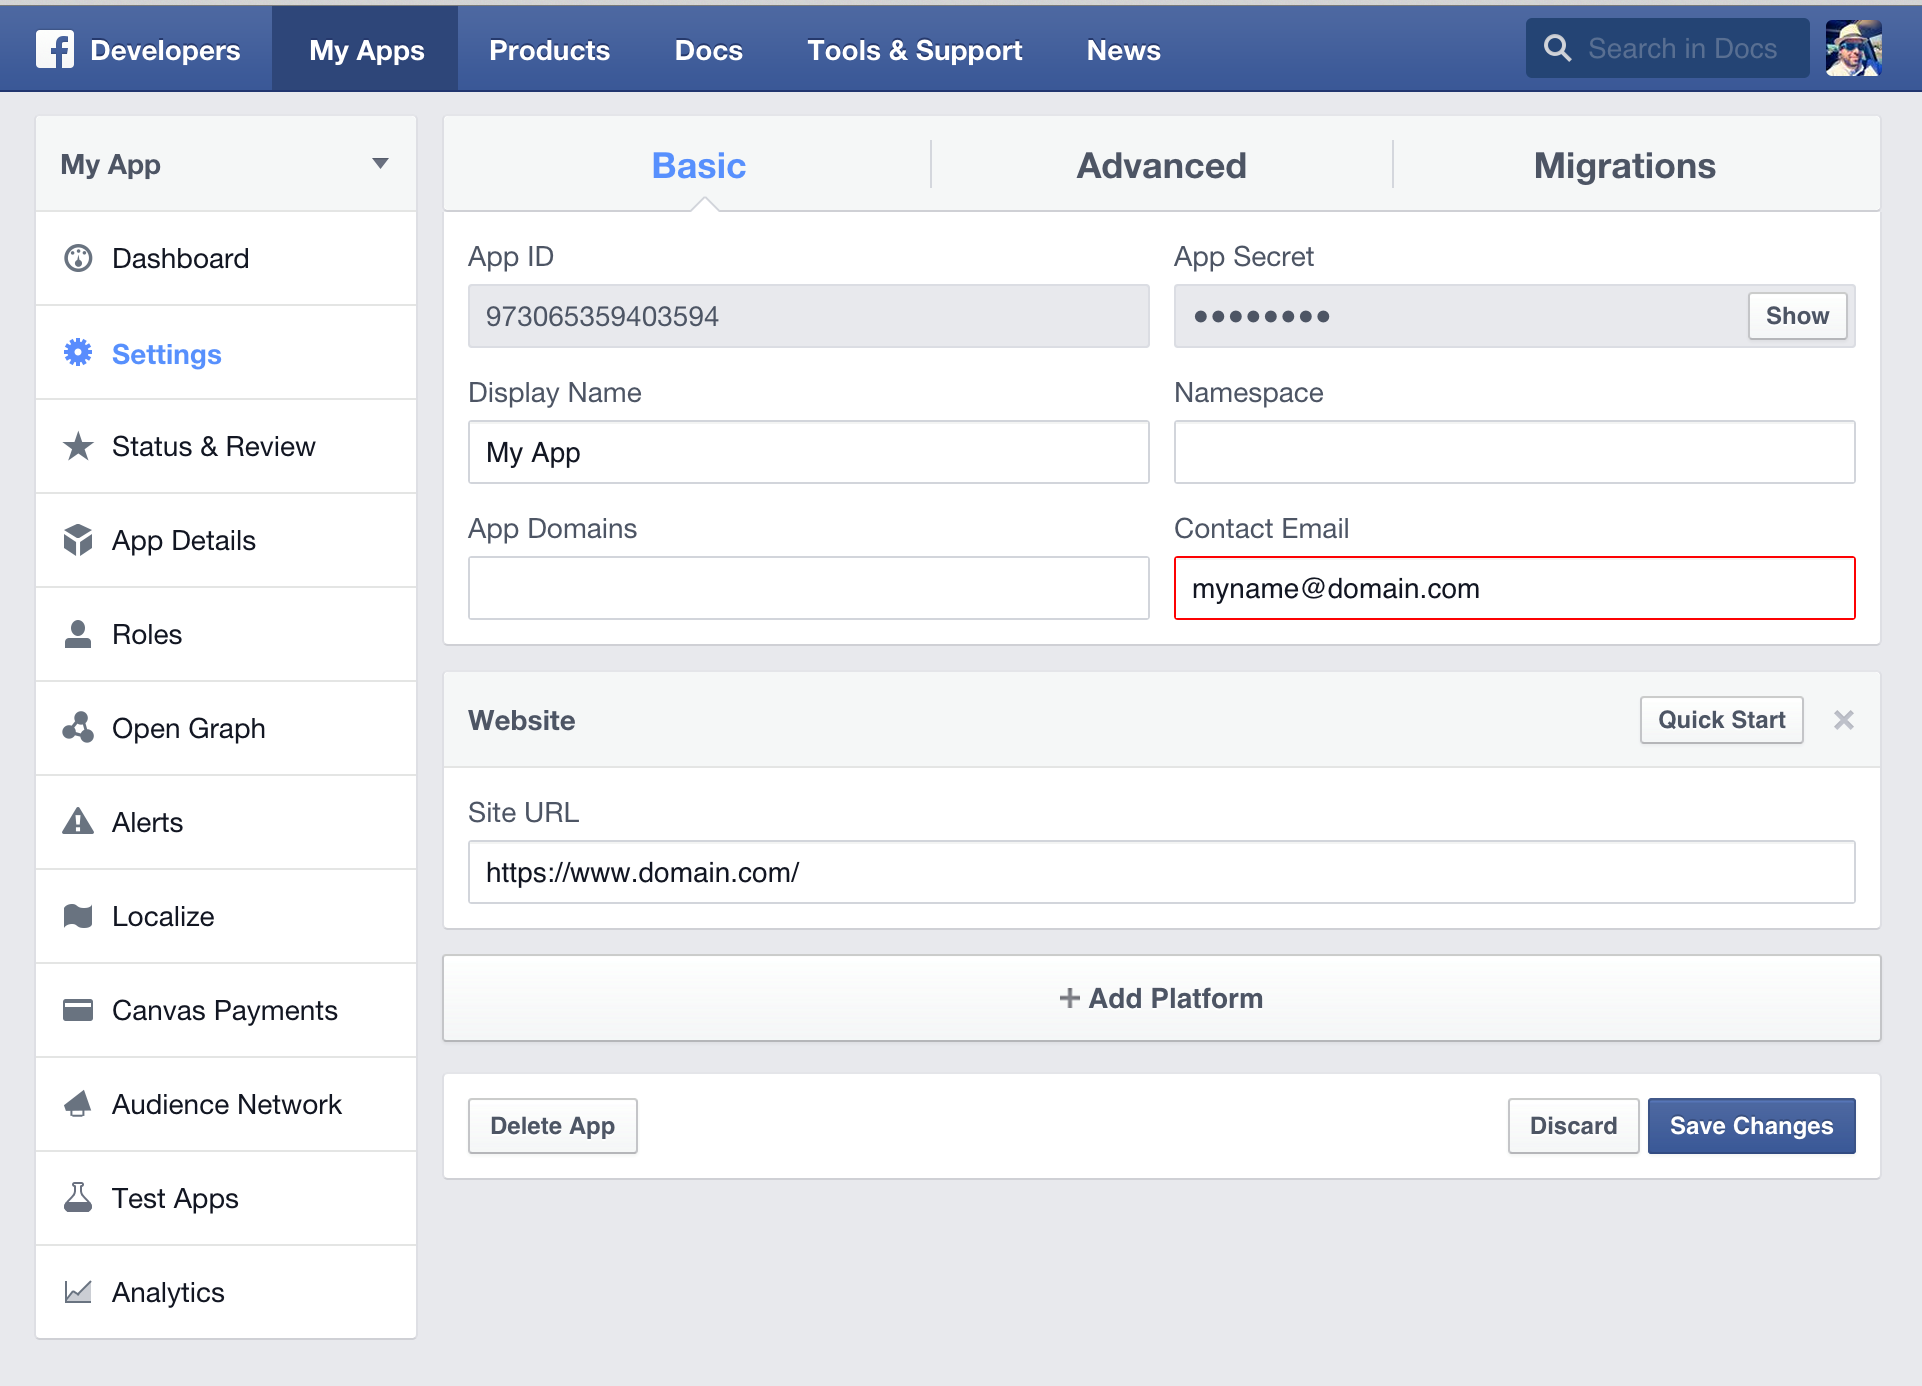 Developers My Apps Products Docs Tools & Support News Search in Docs
My App
Dashboard
Settings
Status & Review
App Details
Roles
Open Graph
Alerts
Localize
Canvas Payments
Audience Network
Test Apps
Analytics
Basic Advanced Migrations
App ID App Secret
973065359403594 •••••••• Show
Display Name Namespace
My App
App Domains Contact Email
myname@domain.com
Website Quick Start
Site URL
https://www.domain.com/
+ Add Platform
Delete App Discard Save Changes